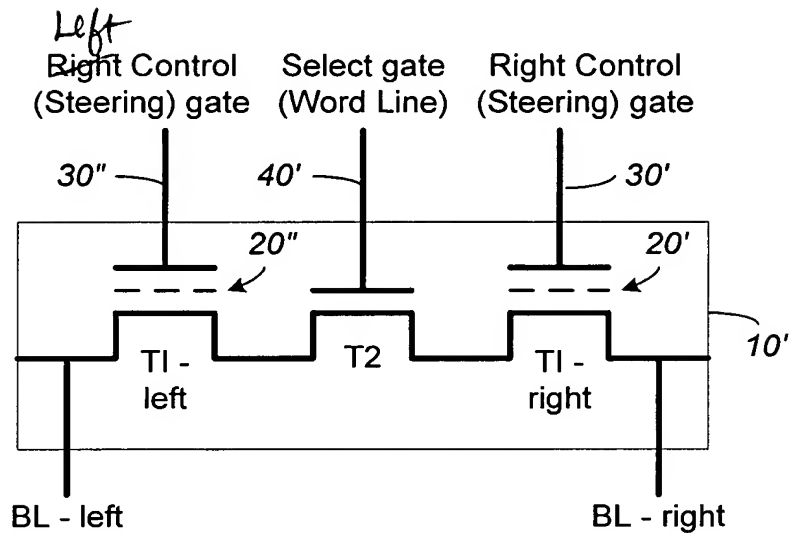 Left
Right Control
(Steering) gate
Select gate
(Word Line)
Right Control
(Steering) gate
30"
40'
30'
20"
20'
10'
TI -
left
T2
TI -
right
BL - left
BL - right